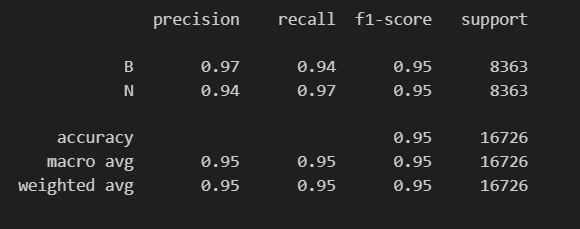 precision recall f1-score support
B 0.97 0.94 0.95 8363
N 0.94 0.97 0.95 8363
accuracy 0.95 16726
macro avg 0.95 0.95 0.95 16726
weighted avg 0.95 0.95 0.95 16726